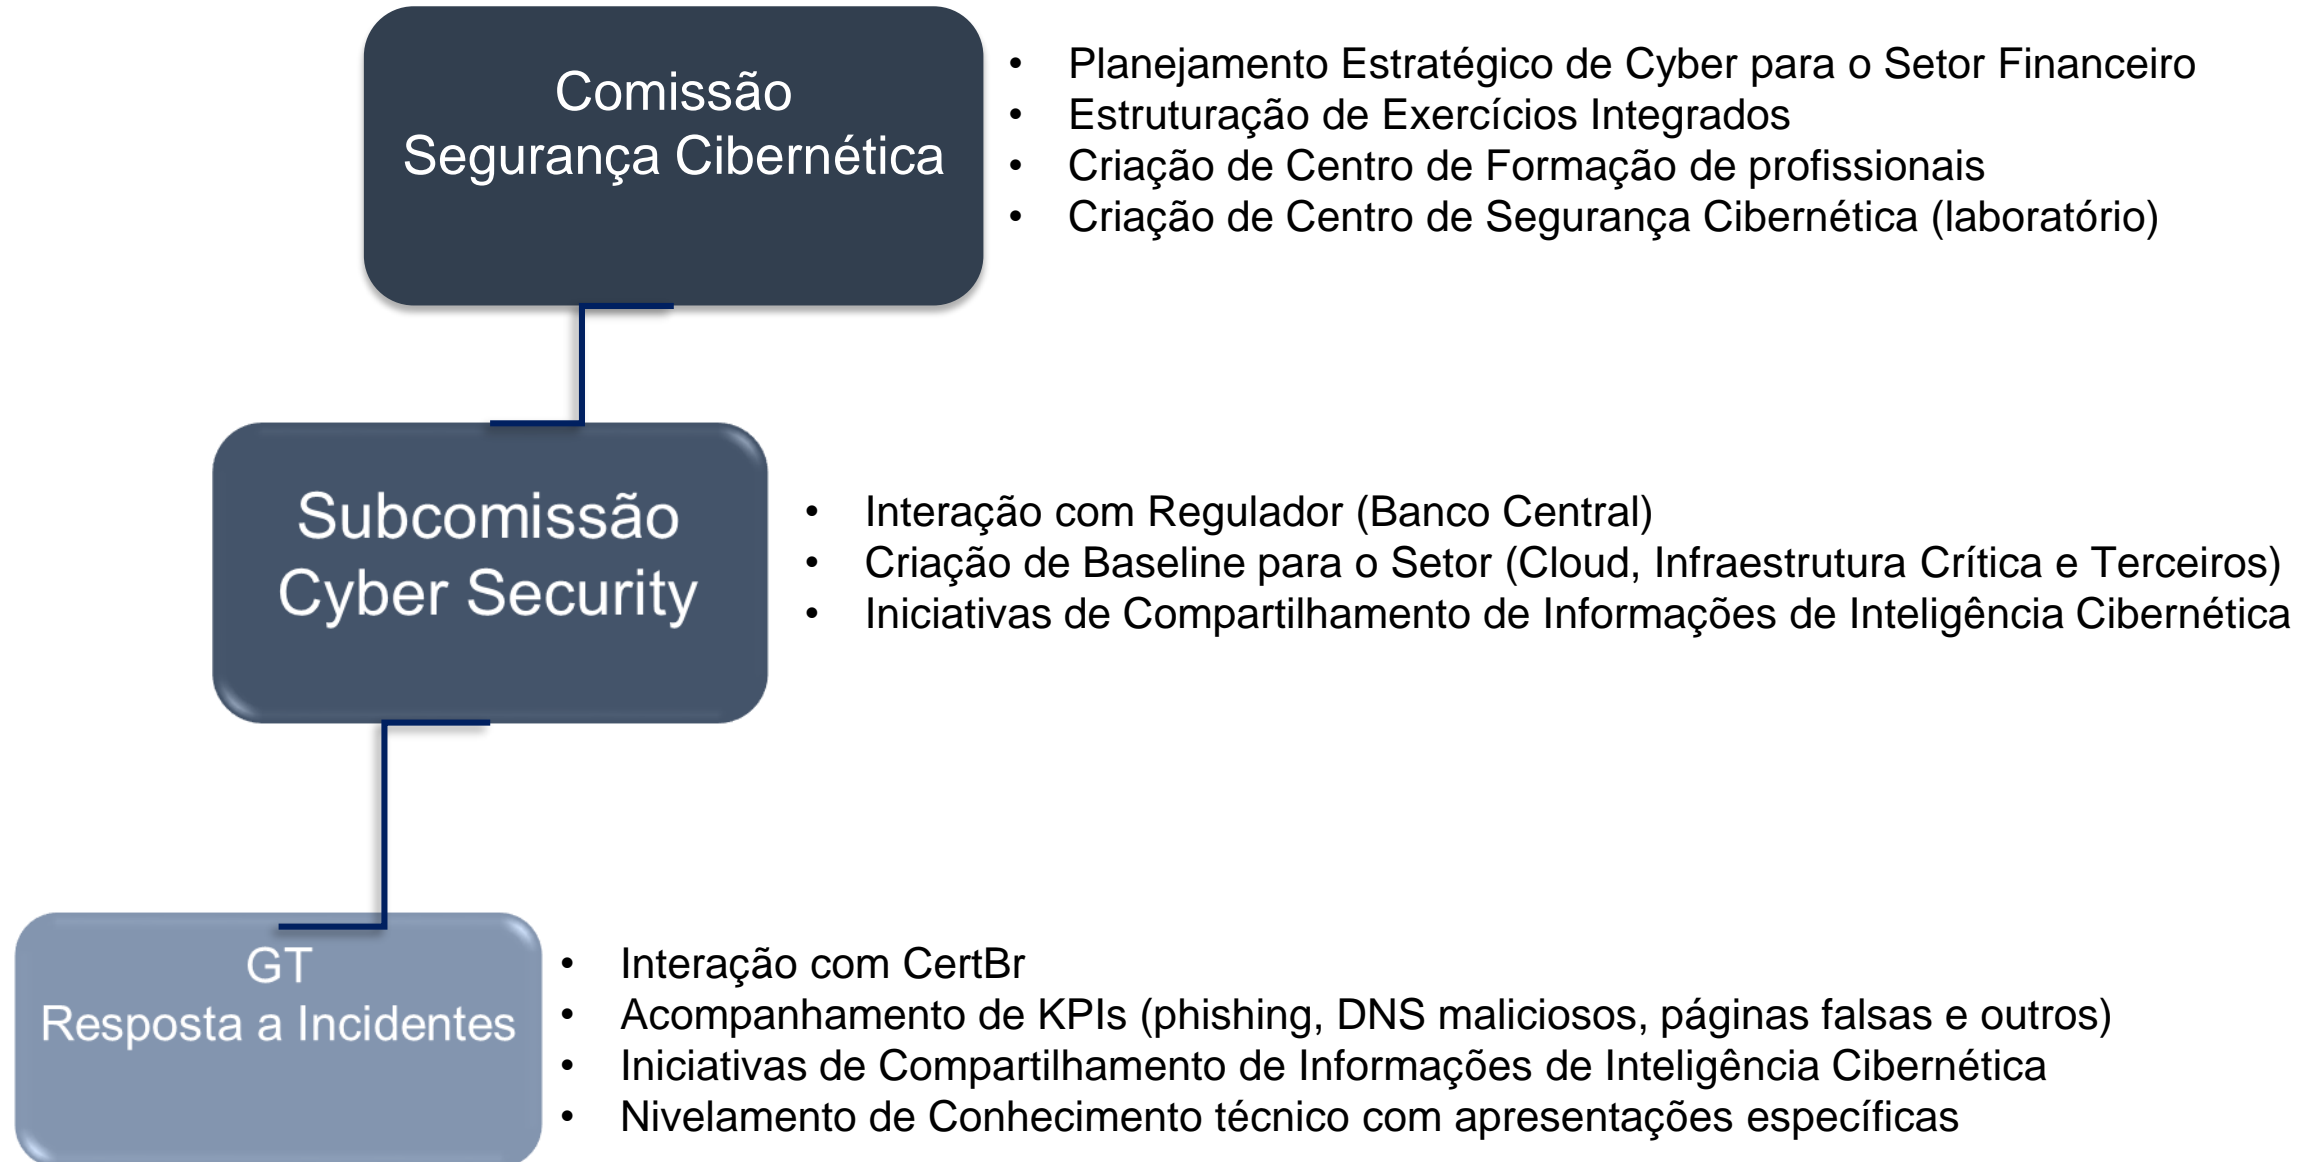 Comissão
Segurança Cibernética
• Planejamento Estratégico de Cyber para o Setor Financeiro
• Estruturação de Exercícios Integrados
• Criação de Centro de Formação de profissionais
• Criação de Centro de Segurança Cibernética (laboratório)
Subcomissão
Cyber Security
• Interação com Regulador (Banco Central)
• Criação de Baseline para o Setor (Cloud, Infraestrutura Crítica e Terceiros)
• Iniciativas de Compartilhamento de Informações de Inteligência Cibernética
GT
Resposta a Incidentes
• Interação com CertBr
• Acompanhamento de KPIs (phishing, DNS maliciosos, páginas falsas e outros)
• Iniciativas de Compartilhamento de Informações de Inteligência Cibernética
• Nivelamento de Conhecimento técnico com apresentações específicas